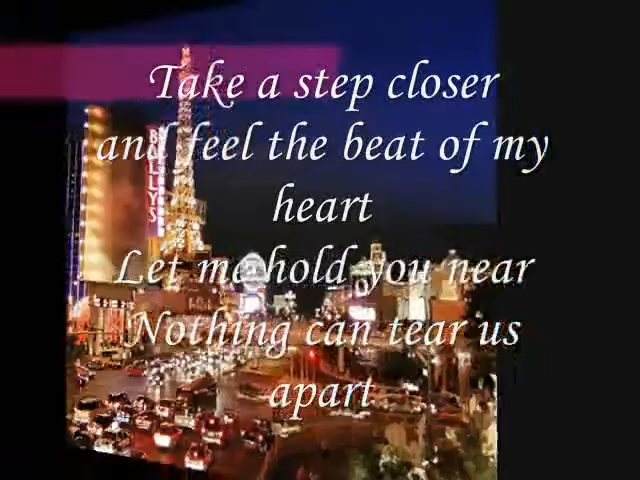 Take a step closer
and feel the beat of my
heart
Let me hold you near
Nothing can tear us
apart
BALLYS